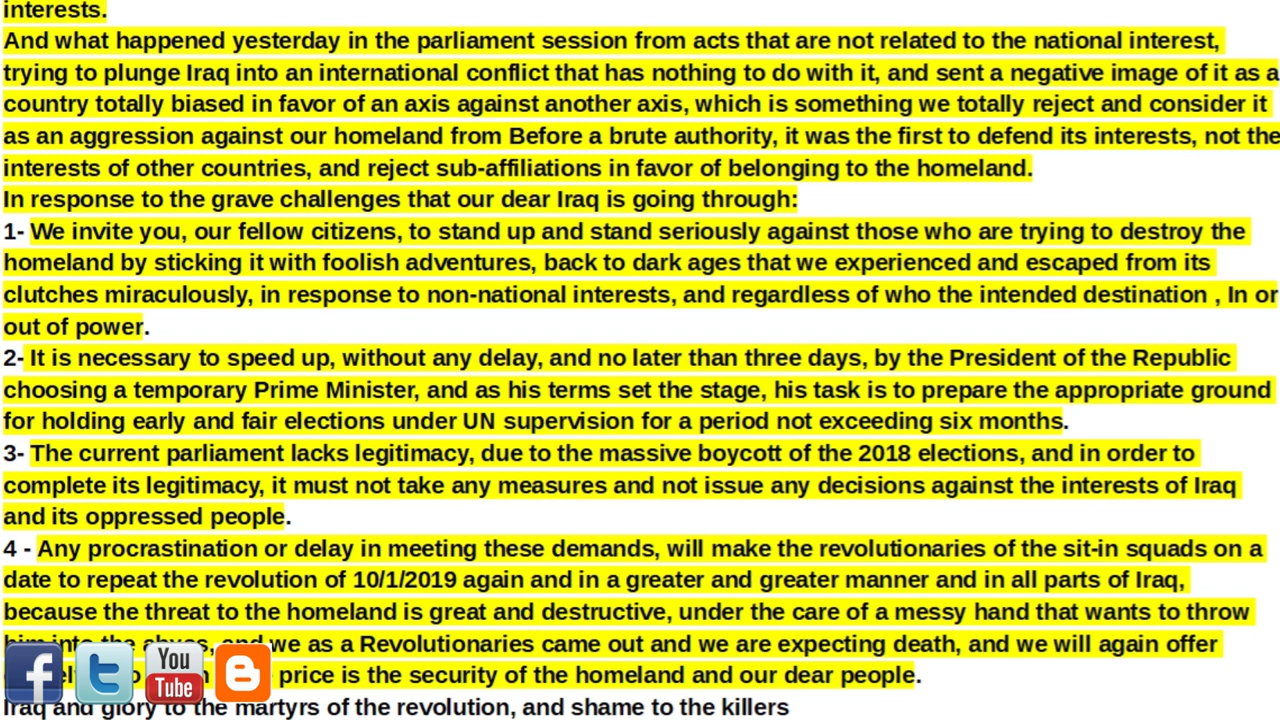 interests.
And what happened yesterday in the parliament session from acts that are not related to the national interest,
trying to plunge Iraq into an international conflict that has nothing to do with it, and sent a negative image of it as a
country totally biased in favor of an axis against another axis, which is something we totally reject and consider it
as an aggression against our homeland from Before a brute authority, it was the first to defend its interests, not the
interests of other countries, and reject sub-affiliations in favor of belonging to the homeland.
In response to the grave challenges that our dear Iraq is going through:
1- We invite you, our fellow citizens, to stand up and stand seriously against those who are trying to destroy the
homeland by sticking it with foolish adventures, back to dark ages that we experienced and escaped from its
clutches miraculously, in response to non-national interests, and regardless of who the intended destination , In or
out of power.
2- It is necessary to speed up, without any delay, and no later than three days, by the President of the Republic
choosing a temporary Prime Minister, and as his terms set the stage, his task is to prepare the appropriate ground
for holding early and fair elections under UN supervision for a period not exceeding six months.
3- The current parliament lacks legitimacy, due to the massive boycott of the 2018 elections, and in order to
complete its legitimacy, it must not take any measures and not issue any decisions against the interests of Iraq
and its oppressed people.
4 - Any procrastination or delay in meeting these demands, will make the revolutionaries of the sit-in squads on a
date to repeat the revolution of 10/1/2019 again and in a greater and greater manner and in all parts of Iraq,
because the threat to the homeland is great and destructive, under the care of a messy hand that wants to throw
him into the abyss, and we as a Revolutionaries came out and we are expecting death, and we will again offer
price is the security of the homeland and our dear people.
Iraq and glory to the martyrs of the revolution, and shame to the killers
You
Tube